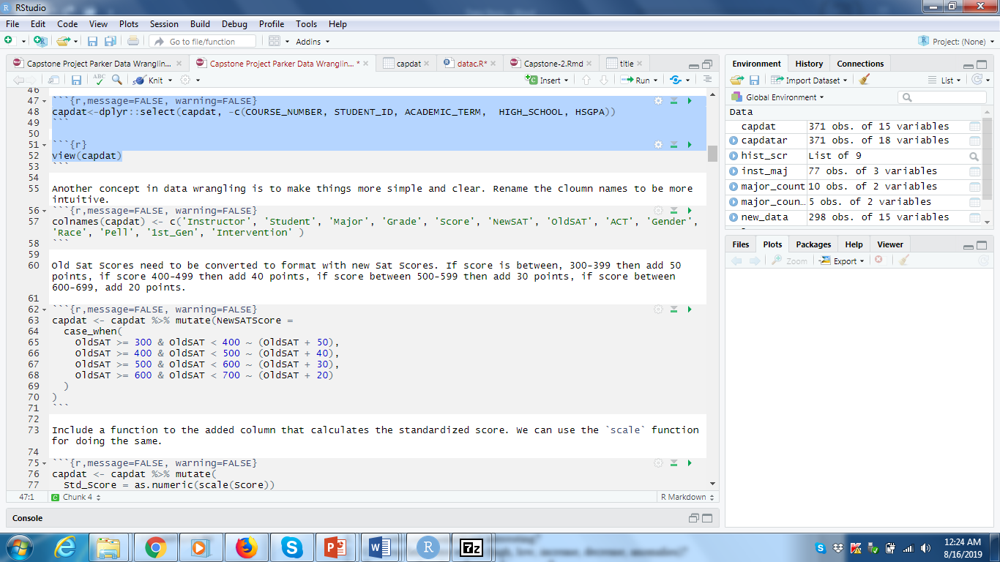 RStudio
File Edit Code View Plots Session Build Debug Profile Tools Help
Go to file/function Addins Project: (None)
Capstone Project Parker Data Wranglin... Capstone Project Parker Data Wranglin... * capdat datac.R* Capstone-2.Rmd title
ABC Knit Insert Run
46
47 ```{r,message=FALSE, warning=FALSE}
48 capdat<-dplyr::select(capdat, -c(COURSE_NUMBER, STUDENT_ID, ACADEMIC_TERM,  HIGH_SCHOOL, HSGPA))
49 ```
50
51 ```{r}
52 view(capdat)
53 ```
54
55 Another concept in data wrangling is to make things more simple and clear. Rename the cloumn names to be more
intuitive.
56 ```{r,message=FALSE, warning=FALSE}
57 colnames(capdat) <- c('Instructor', 'Student', 'Major', 'Grade', 'Score', 'NewSAT', 'OldSAT', 'ACT', 'Gender',
'Race', 'Pell', '1st_Gen', 'Intervention' )
58 ```
59
60 Old Sat Scores need to be converted to format with new Sat Scores. If score is between, 300-399 then add 50
points, if score 400-499 then add 40 points, if score between 500-599 then add 30 points, if score between
600-699, add 20 points.
61
62 ```{r,message=FALSE, warning=FALSE}
63 capdat <- capdat %>% mutate(NewSATScore =
64   case_when(
65     OldSAT >= 300 & OldSAT < 400 ~ (OldSAT + 50),
66     OldSAT >= 400 & OldSAT < 500 ~ (OldSAT + 40),
67     OldSAT >= 500 & OldSAT < 600 ~ (OldSAT + 30),
68     OldSAT >= 600 & OldSAT < 700 ~ (OldSAT + 20)
69   )
70 )
71 ```
72
73 Include a function to the added column that calculates the standardized score. We can use the `scale` function
for doing the same.
74
75 ```{r,message=FALSE, warning=FALSE}
76 capdat <- capdat %>% mutate(
77   Std_Score = as.numeric(scale(Score))
47:1 Chunk 4 R Markdown
Console
Environment History Connections
Import Dataset List
Global Environment
Data
capdat 371 obs. of 15 variables
capdatar 371 obs. of 18 variables
hist_scr List of 9
inst_maj 77 obs. of 3 variables
major_count 10 obs. of 2 variables
major_coun... 5 obs. of 2 variables
new_data 298 obs. of 15 variables
Files Plots Packages Help Viewer
Zoom Export
12:24 AM
8/16/2019